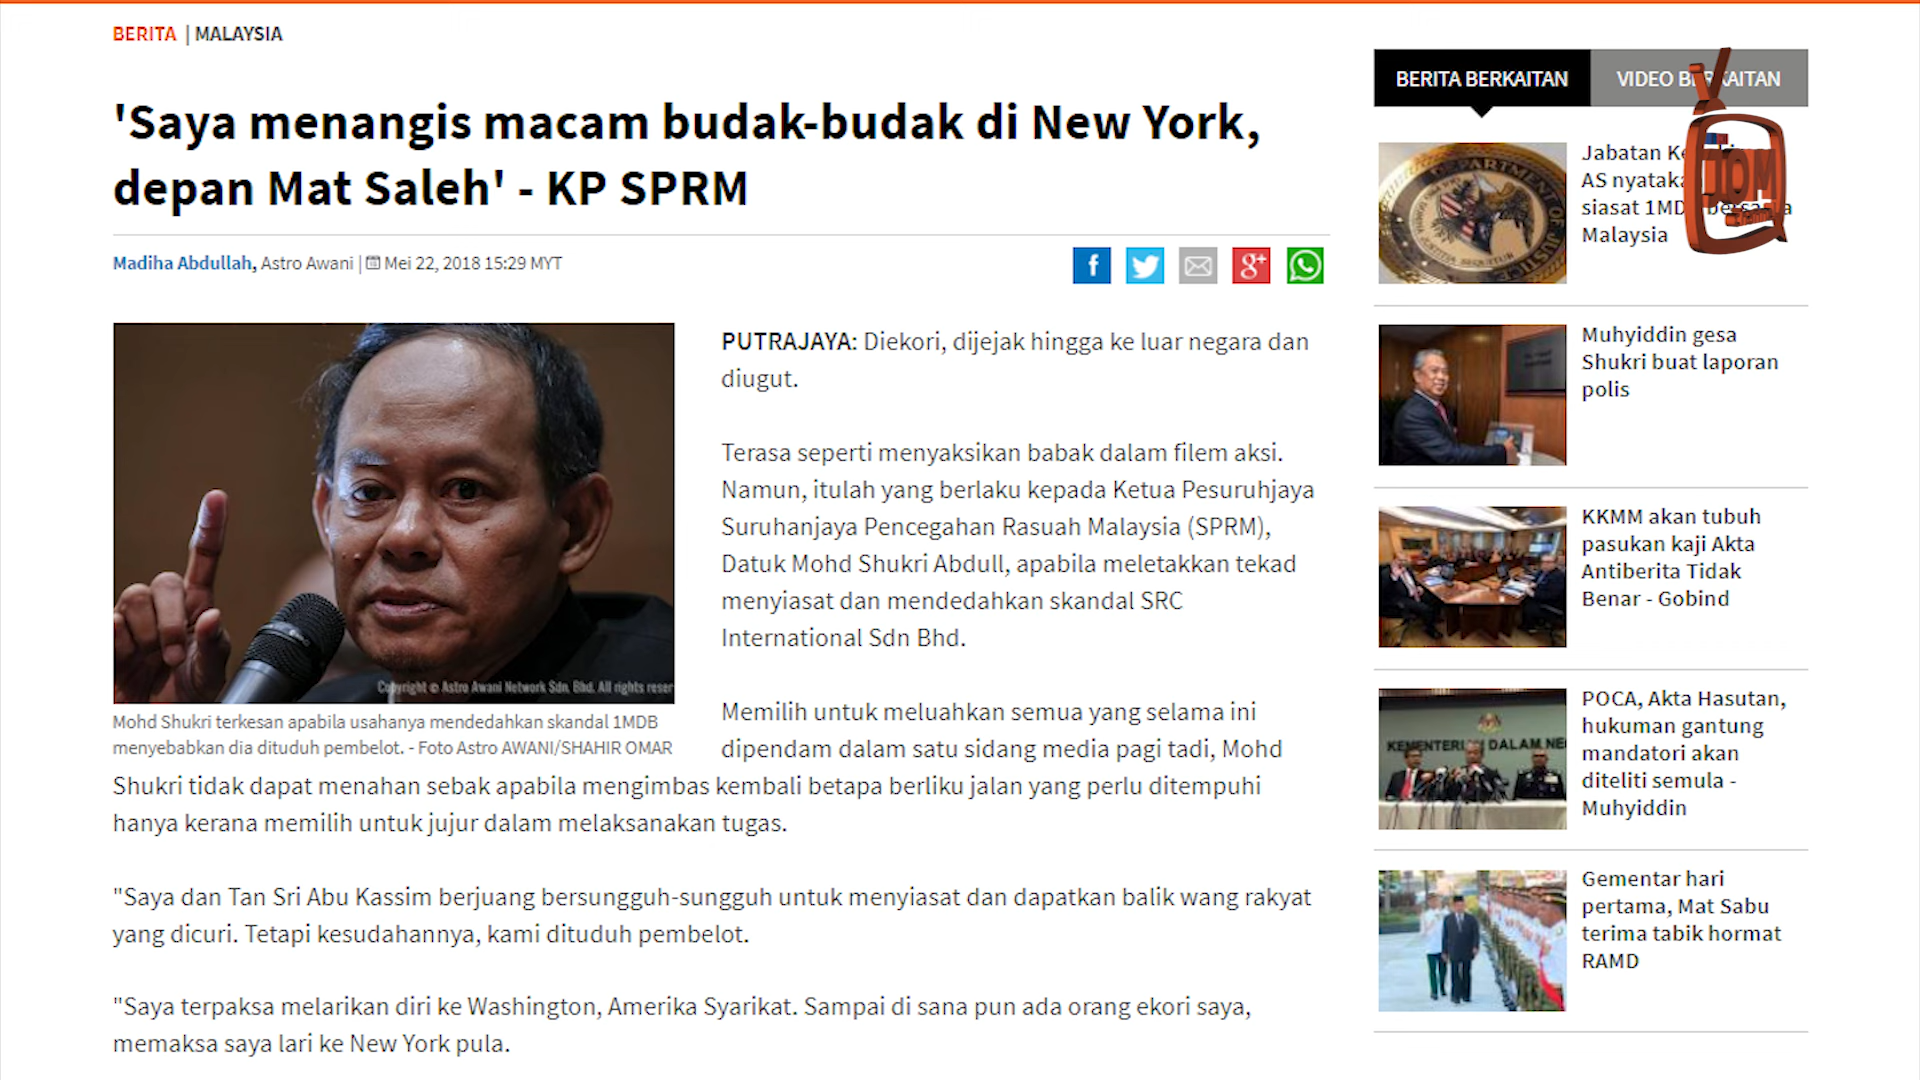 BERITA | MALAYSIA
'Saya menangis macam budak-budak di New York,
depan Mat Saleh' - KP SPRM
Madiha Abdullah, Astro Awani | Mei 22, 2018 15:29 MYT
Copyright © Astro Awani Network Sdn. Bhd. All rights reser
Mohd Shukri terkesan apabila usahanya mendedahkan skandal 1MDB
menyebabkan dia dituduh pembelot. - Foto Astro AWANI/SHAHIR OMAR
PUTRAJAYA: Diekori, dijejak hingga ke luar negara dan
diugut.
Terasa seperti menyaksikan babak dalam filem aksi.
Namun, itulah yang berlaku kepada Ketua Pesuruhjaya
Suruhanjaya Pencegahan Rasuah Malaysia (SPRM),
Datuk Mohd Shukri Abdull, apabila meletakkan tekad
menyiasat dan mendedahkan skandal SRC
International Sdn Bhd.
Memilih untuk meluahkan semua yang selama ini
dipendam dalam satu sidang media pagi tadi, Mohd
Shukri tidak dapat menahan sebak apabila mengimbas kembali betapa berliku jalan yang perlu ditempuhi
hanya kerana memilih untuk jujur dalam melaksanakan tugas.
"Saya dan Tan Sri Abu Kassim berjuang bersungguh-sungguh untuk menyiasat dan dapatkan balik wang rakyat
yang dicuri. Tetapi kesudahannya, kami dituduh pembelot.
"Saya terpaksa melarikan diri ke Washington, Amerika Syarikat. Sampai di sana pun ada orang ekori saya,
memaksa saya lari ke New York pula.
BERITA BERKAITAN
VIDEO BERKAITAN
Jabatan
AS
siasat bersama
Malaysia
TOM
Muhyiddin gesa
Shukri buat laporan
polis
KKMM akan tubuh
pasukan kaji Akta
Antiberita Tidak
Benar - Gobind
KEMENTERIAN DALAM NE
POCA, Akta Hasutan,
hukuman gantung
mandatori akan
diteliti semula -
Muhyiddin
Gementar hari
pertama, Mat Sabu
terima tabik hormat
RAMD